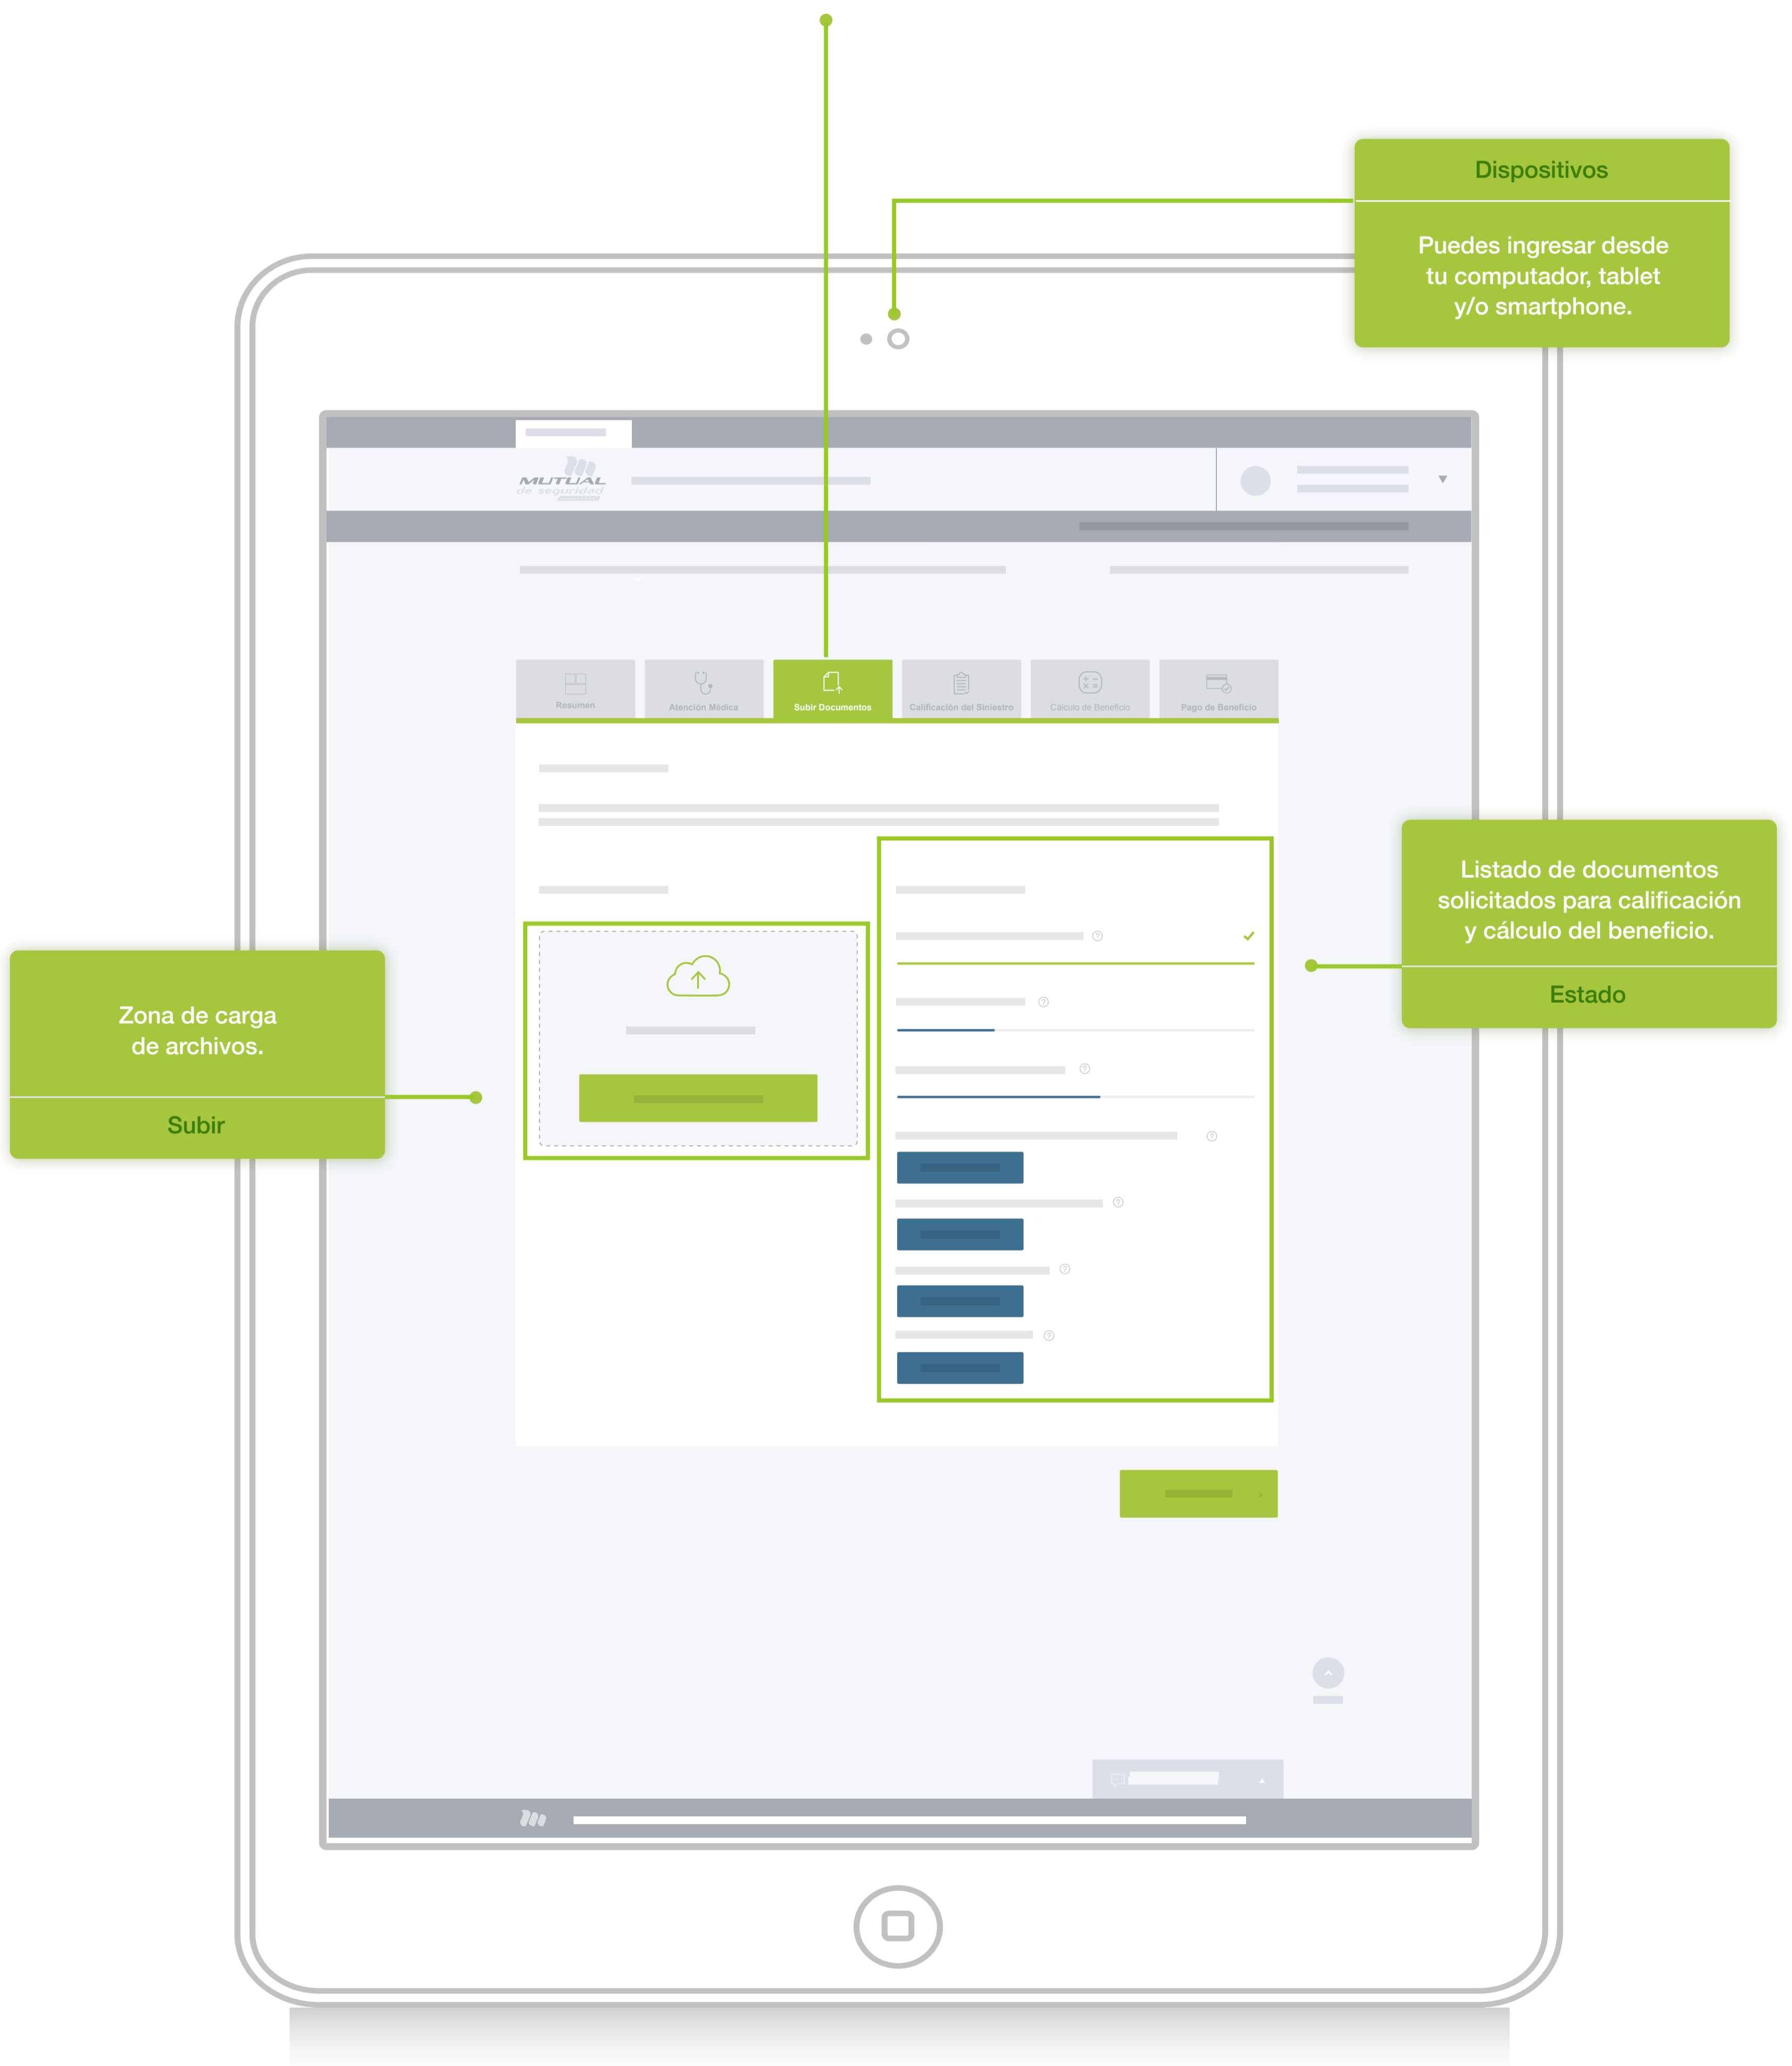 Dispositivos
Puedes ingresar desde
tu computador, tablet
y/o smartphone.
MUTUAL
de seguridad
Resumen
Atención Médica
Subir Documentos
Calificación del Siniestro
Cálculo de Beneficio
Pago de Beneficio
Listado de documentos
solicitados para calificación
y cálculo del beneficio.
Estado
Zona de carga
de archivos.
Subir